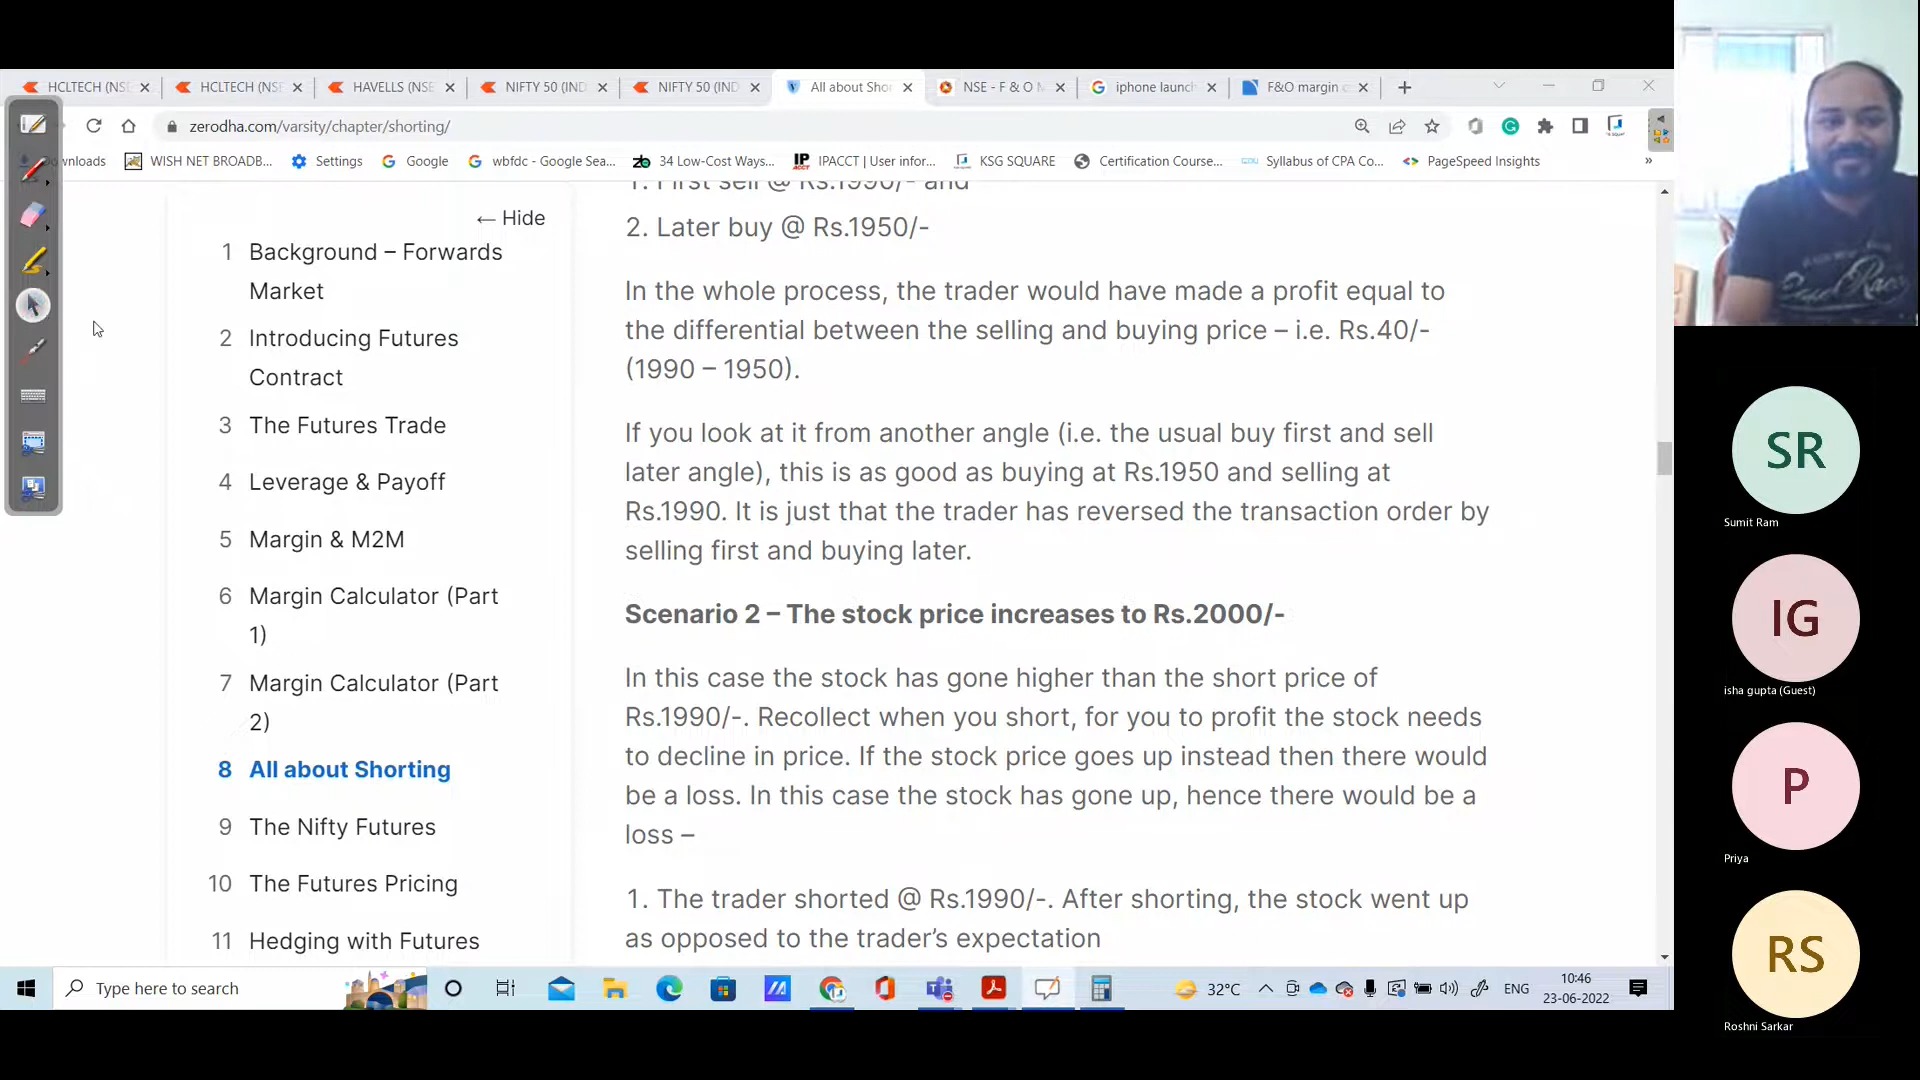 HCLTECH (NSE
HCLTECH (NSE
HAVELLS (NSE
NIFTY 50 (IND
NIFTY 50 (IND
All about Shor
NSE - F & O M
iphone launch
F&O margin c
zerodha.com/varsity/chapter/shorting/
ownloads
WISH NET BROADB...
Settings
Google
wbfdc - Google Sea...
34 Low-Cost Ways...
IPACCT | User infor...
KSG SQUARE
Certification Course...
Syllabus of CPA Co...
PageSpeed Insights
»
← Hide
1 Background – Forwards
Market
2 Introducing Futures
Contract
3 The Futures Trade
4 Leverage & Payoff
5 Margin & M2M
6 Margin Calculator (Part
1)
7 Margin Calculator (Part
2)
8 All about Shorting
9 The Nifty Futures
10 The Futures Pricing
11 Hedging with Futures
1. First sell @ Rs.1990/- and
2. Later buy @ Rs.1950/-
In the whole process, the trader would have made a profit equal to
the differential between the selling and buying price – i.e. Rs.40/-
(1990 – 1950).
If you look at it from another angle (i.e. the usual buy first and sell
later angle), this is as good as buying at Rs.1950 and selling at
Rs.1990. It is just that the trader has reversed the transaction order by
selling first and buying later.
Scenario 2 – The stock price increases to Rs.2000/-
In this case the stock has gone higher than the short price of
Rs.1990/-. Recollect when you short, for you to profit the stock needs
to decline in price. If the stock price goes up instead then there would
be a loss. In this case the stock has gone up, hence there would be a
loss –
1. The trader shorted @ Rs.1990/-. After shorting, the stock went up
as opposed to the trader's expectation
Type here to search
32°C
ENG
10:46
23-06-2022
SR
Sumit Ram
IG
isha gupta (Guest)
P
Priya
RS
Roshni Sarkar